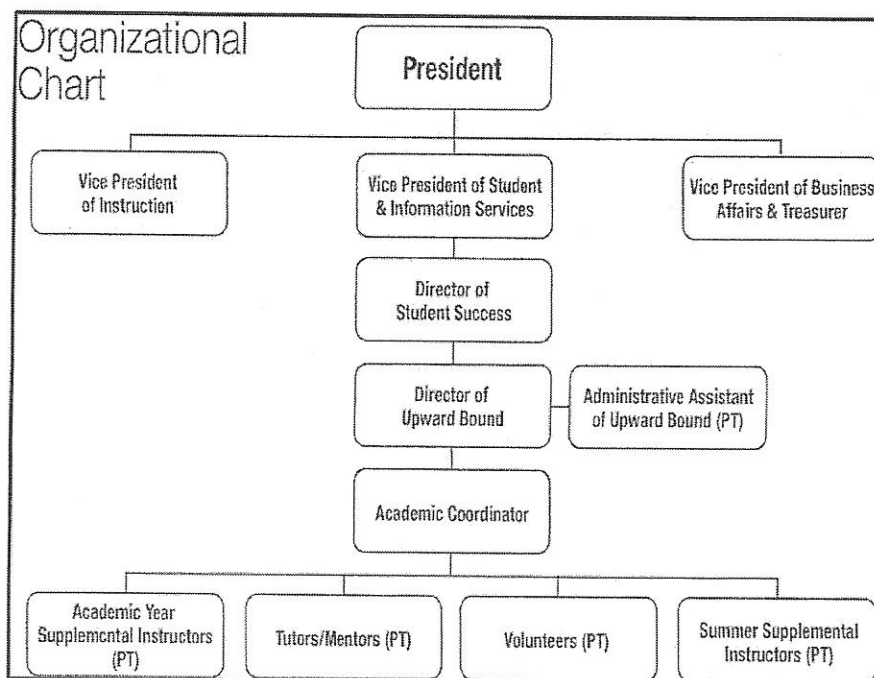 Organizational
Chart
President
Vice President
of Instruction
Vice President of Student
& Information Services
Vice President of Business
Affairs & Treasurer
Director of
Student Success
Director of
Upward Bound
Administrative Assistant
of Upward Bound (PT)
Academic Coordinator
Academic Year
Supplemental Instructors
(PT)
Tutors/Mentors (PT)
Volunteers (PT)
Summer Supplemental
Instructors (PT)